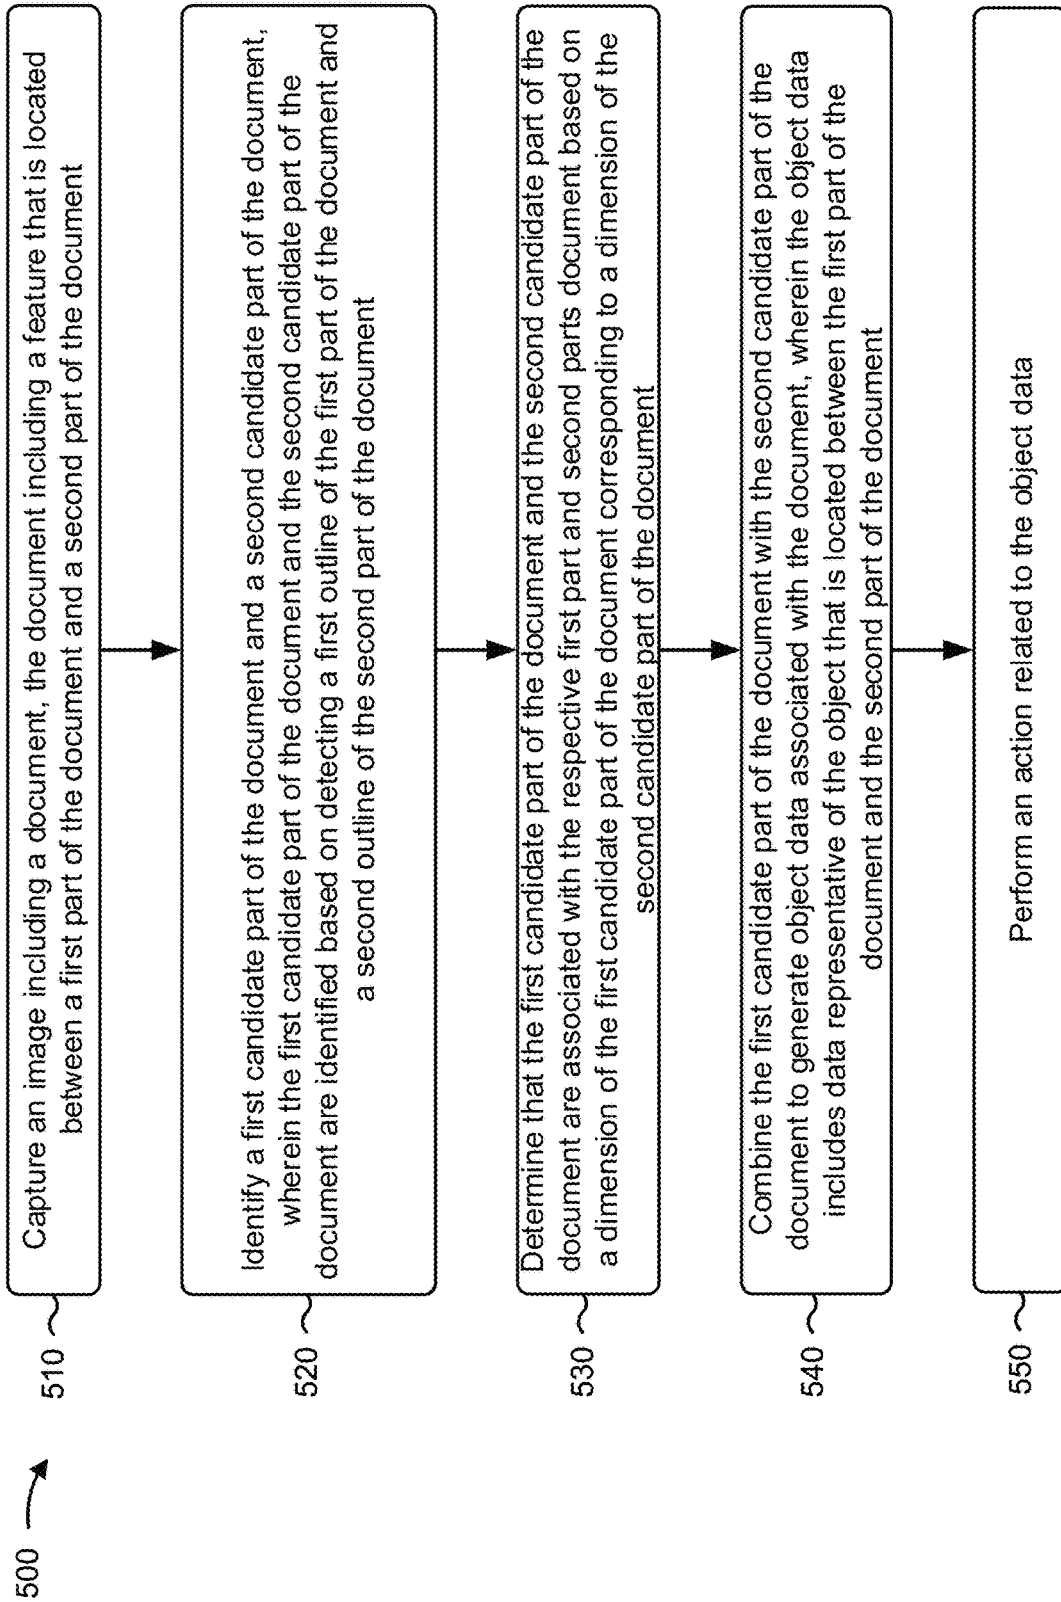 500
510
Capture an image including a document, the document including a feature that is located
between a first part of the document and a second part of the document
520
Identify a first candidate part of the document and a second candidate part of the document,
wherein the first candidate part of the document and the second candidate part of the
document are identified based on detecting a first outline of the first part of the document and
a second outline of the second part of the document
530
Determine that the first candidate part of the document and the second candidate part of the
document are associated with the respective first part and second parts document based on
a dimension of the first candidate part of the document corresponding to a dimension of the
second candidate part of the document
540
Combine the first candidate part of the document with the second candidate part of the
document to generate object data associated with the document, wherein the object data
includes data representative of the object that is located between the first part of the
document and the second part of the document
550
Perform an action related to the object data